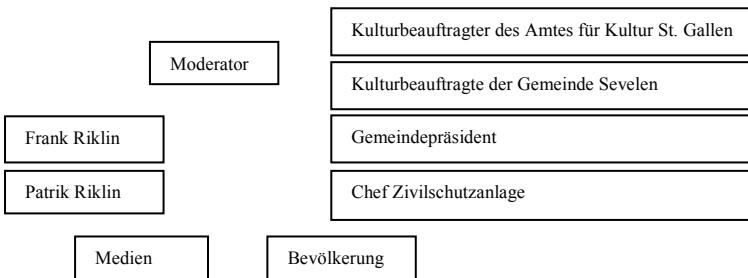 Kulturbeauftragter des Amtes für Kultur St. Gallen
Moderator
Kulturbeauftragte der Gemeinde Sevelen
Frank Riklin
Gemeindepräsident
Patrik Riklin
Chef Zivilschutzanlage
Medien
Bevölkerung